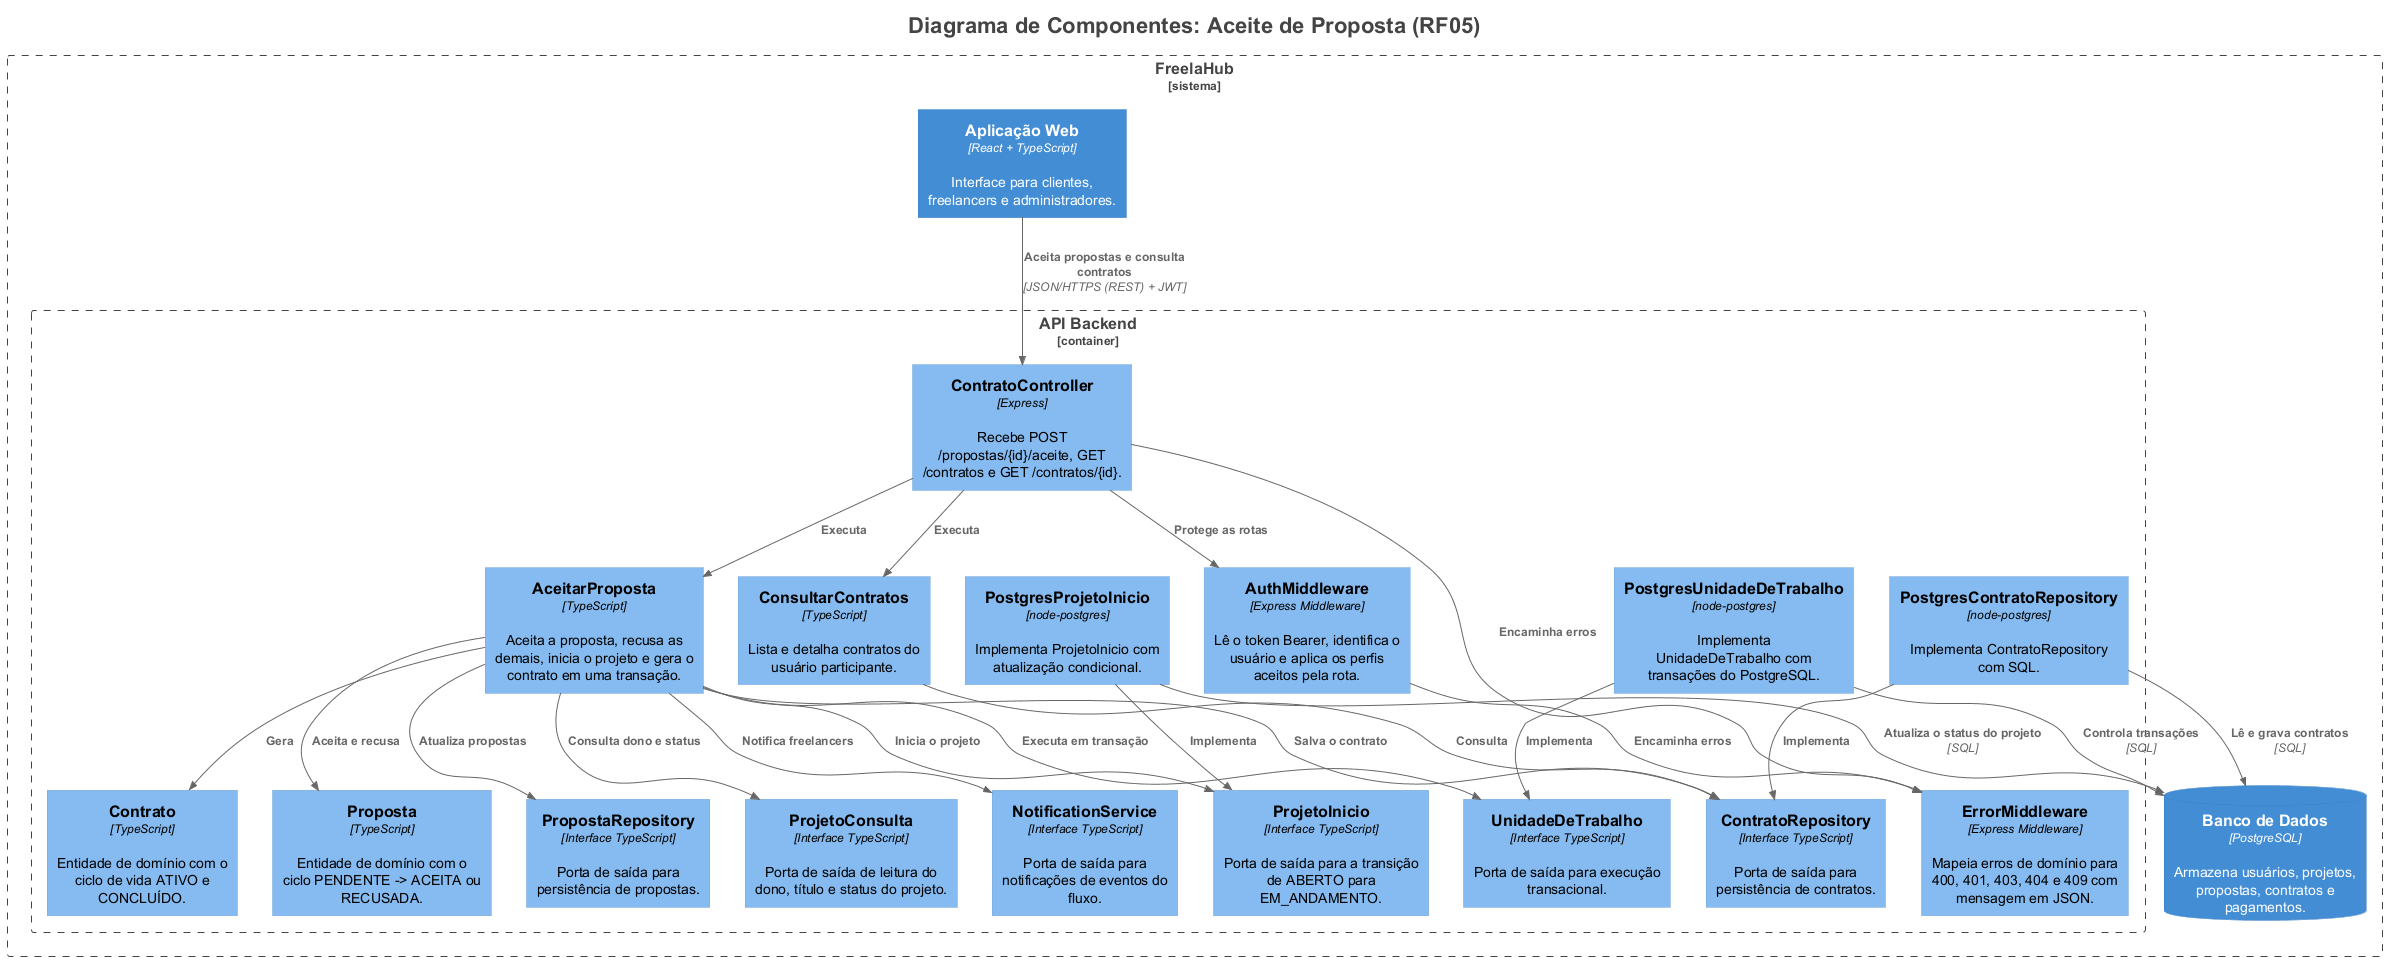 Diagrama de Componentes: Aceite de Proposta (RF05)
FreelaHub
[sistema]
Aplicação Web
[React + TypeScript]
Interface para clientes,
freelancers e administradores.
Aceita propostas e consulta
contratos
[JSON/HTTPS (REST) + JWT]
API Backend
[container]
ContratoController
[Express]
Recebe POST
/propostas/{id}/aceite, GET
/contratos e GET /contratos/{id}.
Executa
Executa
Protege as rotas
Encaminha erros
AceitarProposta
[TypeScript]
Aceita a proposta, recusa as
demais, inicia o projeto e gera o
contrato em uma transação.
ConsultarContratos
[TypeScript]
Lista e detalha contratos do
usuário participante.
PostgresProjetoInicio
[node-postgres]
Implementa ProjetoInicio com
atualização condicional.
AuthMiddleware
[Express Middleware]
Lê o token Bearer, identifica o
usuário e aplica os perfis
aceitos pela rota.
PostgresUnidadeDeTrabalho
[node-postgres]
Implementa
UnidadeDeTrabalho com
transações do PostgreSQL.
PostgresContratoRepository
[node-postgres]
Implementa ContratoRepository
com SQL.
Gera
Aceita e recusa
Atualiza propostas
Consulta dono e status
Notifica freelancers
Inicia o projeto
Executa em transação
Implementa
Salva o contrato
Consulta
Implementa
Encaminha erros
Implementa
Atualiza o status do projeto
[SQL]
Controla transações
[SQL]
Lê e grava contratos
[SQL]
Contrato
[TypeScript]
Entidade de domínio com o
ciclo de vida ATIVO e
CONCLUÍDO.
Proposta
[TypeScript]
Entidade de domínio com o
ciclo PENDENTE -> ACEITA ou
RECUSADA.
PropostaRepository
[Interface TypeScript]
Porta de saída para
persistência de propostas.
ProjetoConsulta
[Interface TypeScript]
Porta de saída de leitura do
dono, título e status do projeto.
NotificationService
[Interface TypeScript]
Porta de saída para
notificações de eventos do
fluxo.
ProjetoInicio
[Interface TypeScript]
Porta de saída para a transição
de ABERTO para
EM_ANDAMENTO.
UnidadeDeTrabalho
[Interface TypeScript]
Porta de saída para execução
transacional.
ContratoRepository
[Interface TypeScript]
Porta de saída para
persistência de contratos.
ErrorMiddleware
[Express Middleware]
Mapeia erros de domínio para
400, 401, 403, 404 e 409 com
mensagem em JSON.
Banco de Dados
[PostgreSQL]
Armazena usuários, projetos,
propostas, contratos e
pagamentos.